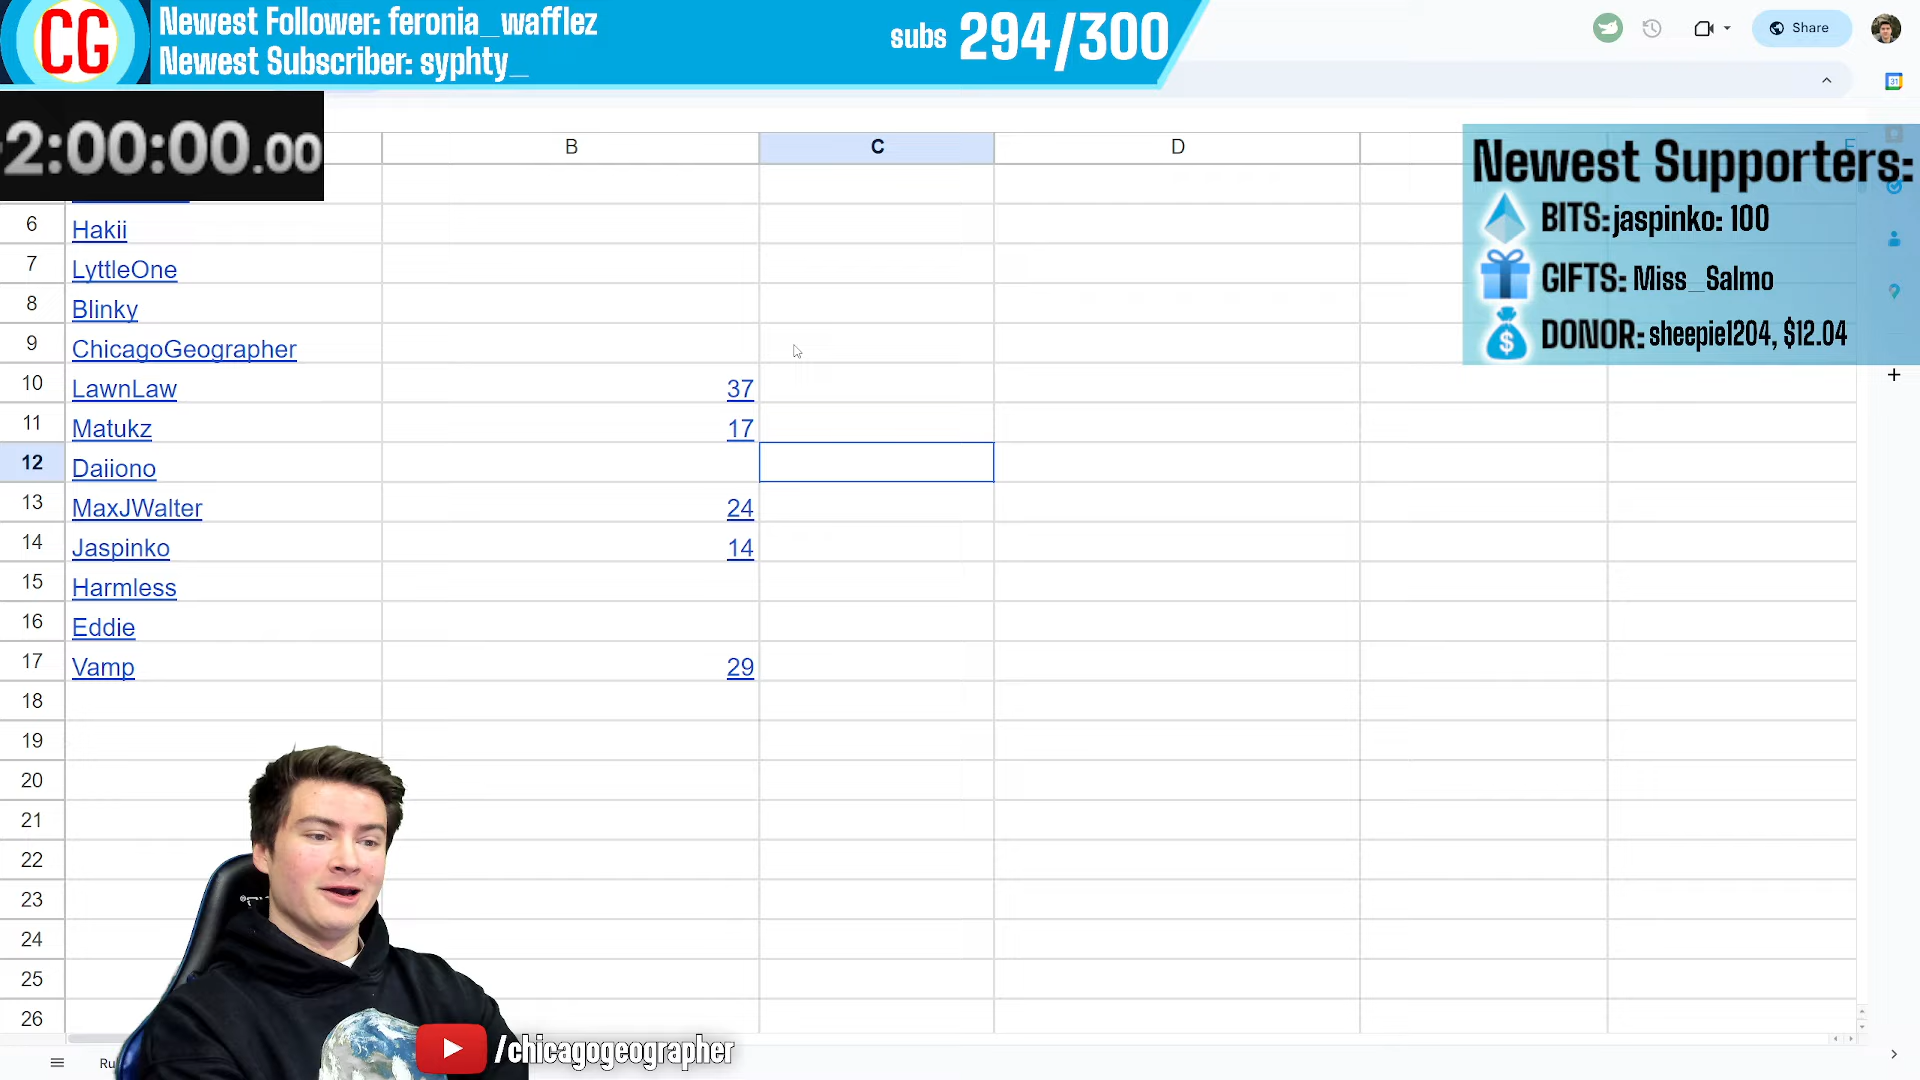 CG
Newest Follower: feronia_wafflez
Newest Subscriber: syphty_
subs 294/300
Share
31
2:00:00.00
B
C
D
Newest Supporters:
BITS: jaspinko: 100
GIFTS: Miss_Salmo
DONOR: sheepie1204, $12.04
6 Hakii
7 LyttleOne
8 Blinky
9 ChicagoGeographer
10 LawnLaw 37
11 Matukz 17
12 Daiiono
13 MaxJWalter 24
14 Jaspinko 14
15 Harmless
16 Eddie
17 Vamp 29
18
19
20
21
22
23
24
25
26
Ru
/chicagogeographer